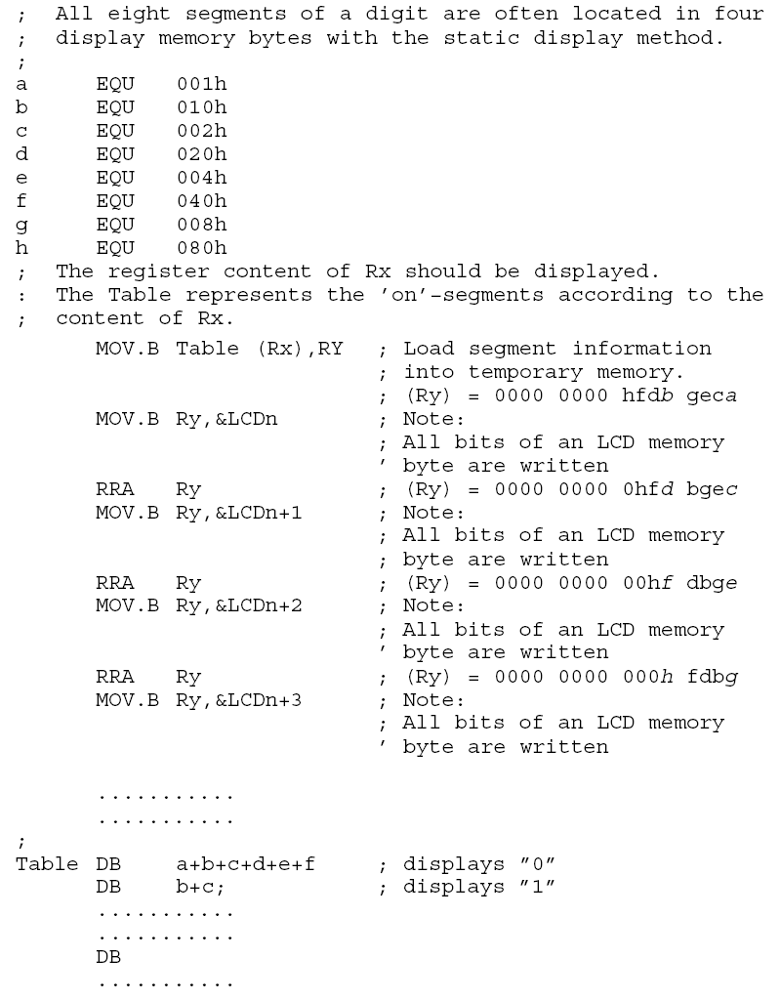 ;  All eight segments of a digit are often located in four
;  display memory bytes with the static display method.
;
a     EQU   001h
b     EQU   010h
c     EQU   002h
d     EQU   020h
e     EQU   004h
f     EQU   040h
g     EQU   008h
h     EQU   080h
;  The register content of Rx should be displayed.
:  The Table represents the ’on’-segments according to the
;  content of Rx.
      MOV.B Table (Rx),RY   ; Load segment information
                            ; into temporary memory.
                            ; (Ry) = 0000 0000 hfdb geca
      MOV.B Ry,&LCDn        ; Note:
                            ; All bits of an LCD memory
                            ’ byte are written
      RRA   Ry              ; (Ry) = 0000 0000 0hfd bgec
      MOV.B Ry,&LCDn+1      ; Note:
                            ; All bits of an LCD memory
                            ; byte are written
      RRA   Ry              ; (Ry) = 0000 0000 00hf dbge
      MOV.B Ry,&LCDn+2      ; Note:
                            ; All bits of an LCD memory
                            ’ byte are written
      RRA   Ry              ; (Ry) = 0000 0000 000h fdbg
      MOV.B Ry,&LCDn+3      ; Note:
                            ; All bits of an LCD memory
                            ’ byte are written
      ...........
      ...........
;
Table DB    a+b+c+d+e+f     ; displays ″0″
      DB    b+c;            ; displays ″1″
      ...........
      ...........
      DB
      ...........